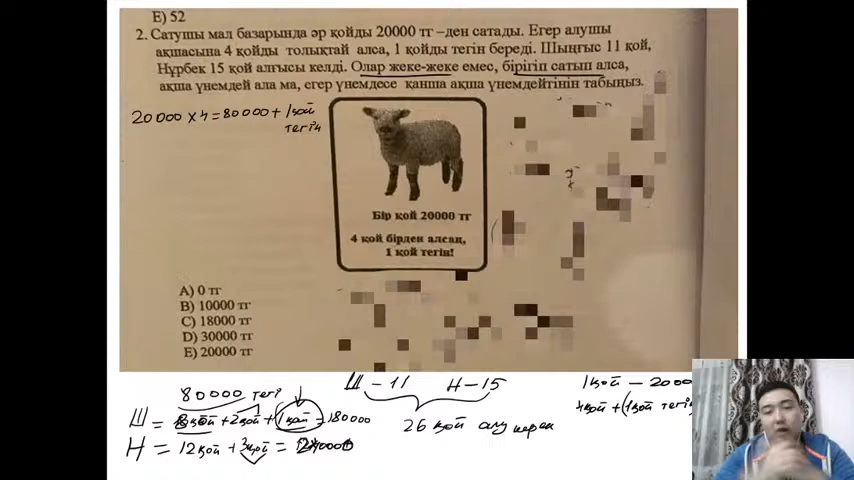 E) 52
2. Сатушы мал базарында әр қойды 20000 тг –ден сатады. Егер алушы
ақшасына 4 қойды толықтай алса, 1 қойды тегін береді. Шыңғыс 11 қой,
Нұрбек 15 қой алғысы келді. Олар жеке-жеке емес, бірігіп сатып алса,
ақша үнемдей ала ма, егер үнемдесе қанша ақша үнемдейтінін табыңыз.
20000 × 4 = 80000 + 1 қой
Бір қой 20000 тг
4 қой бірден алсаң,
1 қой тегін!
A) 0 тг
B) 10000 тг
C) 18000 тг
D) 30000 тг
E) 20000 тг
80000 тегі
Ш - 11 Н - 15
1 қой - 2000
Ш = 8 қой + 2 қой + 1 қой = 180000
4 қой + (1 қой тегі
26 қой алу керек
Н = 12 қой + 3 қой =